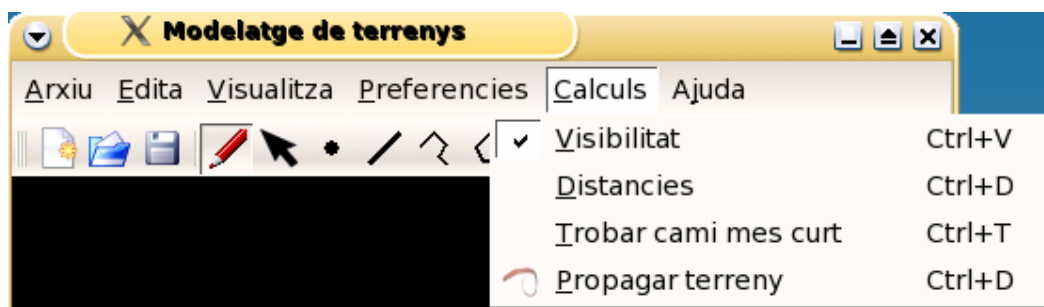 Modelatge de terrenys
Arxiu Edita Visualitza Preferencies Calculs Ajuda
Visibilitat Ctrl+V
Distancies Ctrl+D
Trobar cami mes curt Ctrl+T
Propagar terreny Ctrl+D